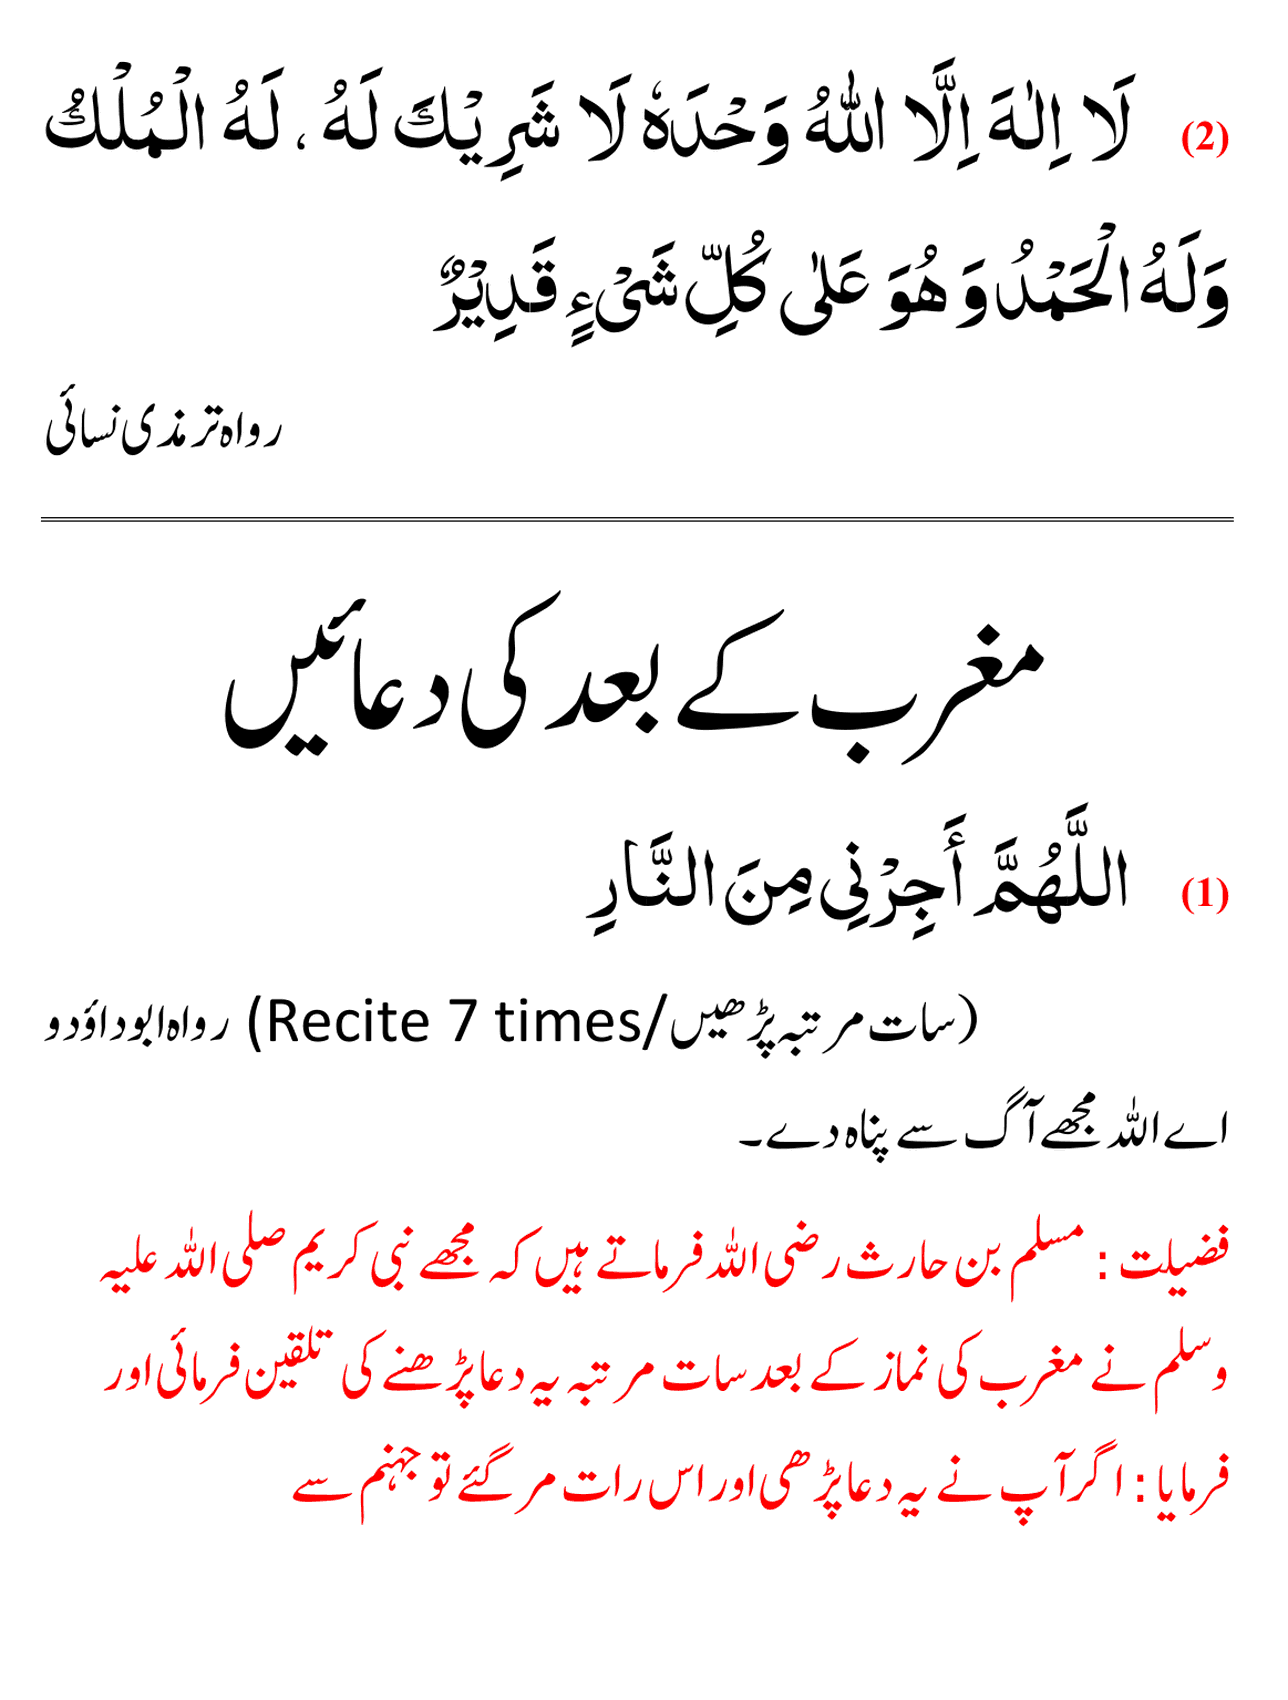 (2) لَا اِلٰهَ اِلَّا اللّٰهُ وَحْدَهٗ لَا شَرِيْكَ لَهُ ، لَهُ الْمُلْكُ
وَلَهُ الْحَمْدُ وَ هُوَ عَلٰى كُلِّ شَیْءٍ قَدِيْرٌ
رواہ ترمذی نسائی
مغرب کے بعد کی دعائیں
(1) اللَّهُمَّ أَجِرْنِي مِنَ النَّارِ
(سات مرتبہ پڑھیں/Recite 7 times) رواہ ابوداؤدو
اے اللہ مجھے آگ سے پناہ دے۔
فضیلت : مسلم بن حارث رضی اللہ فرماتے ہیں کہ مجھے نبی کریم صلی اللہ علیہ
وسلم نے مغرب کی نماز کے بعد سات مرتبہ یہ دعا پڑھنے کی تلقین فرمائی اور
فرمایا : اگر آپ نے یہ دعا پڑھی اور اس رات مر گئے تو جہنم سے